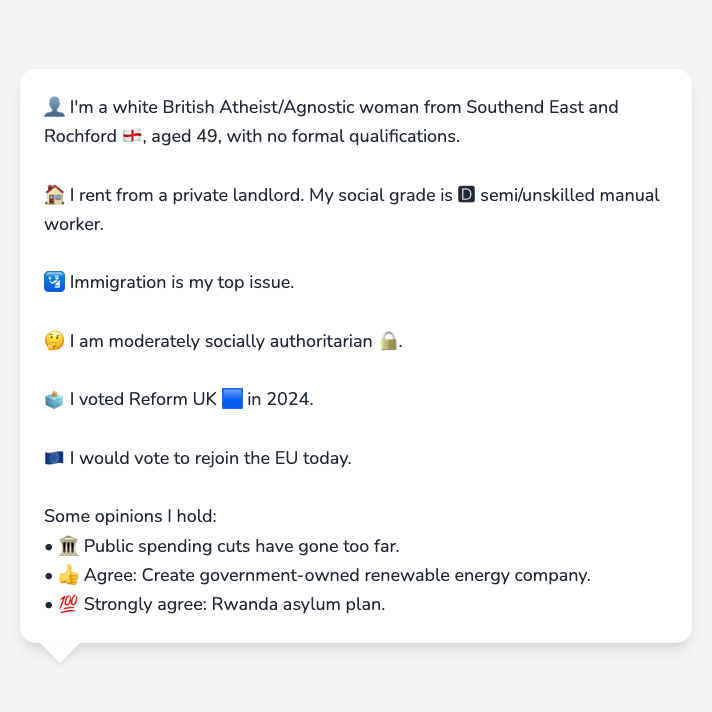 👤 I'm a white British Atheist/Agnostic woman from Southend East and
Rochford 🏴󠁧󠁢󠁥󠁮󠁧󠁿, aged 49, with no formal qualifications.
🏠 I rent from a private landlord. My social grade is 🅳 semi/unskilled manual
worker.
🛂 Immigration is my top issue.
🤔 I am moderately socially authoritarian 🔒.
🗳️ I voted Reform UK 🟦 in 2024.
🇪🇺 I would vote to rejoin the EU today.
Some opinions I hold:
• 🏛️ Public spending cuts have gone too far.
• 👍 Agree: Create government-owned renewable energy company.
• 💯 Strongly agree: Rwanda asylum plan.